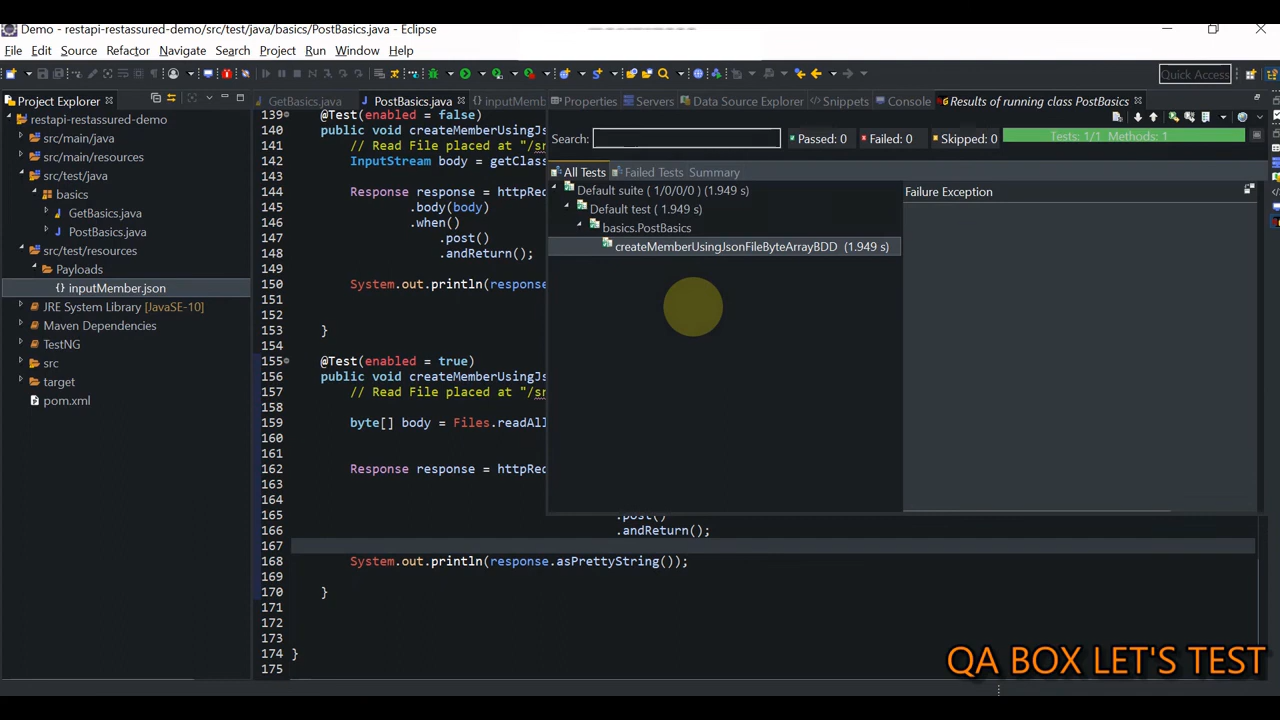 Demo - restapi-restassured-demo/src/test/java/basics/PostBasics.java - Eclipse
File Edit Source Refactor Navigate Search Project Run Window Help
Quick Access
Project Explorer
GetBasics.java
PostBasics.java
inputMemb
Properties
Servers
Data Source Explorer
Snippets
Console
Results of running class PostBasics
restapi-restassured-demo
src/main/java
src/main/resources
src/test/java
basics
GetBasics.java
PostBasics.java
src/test/resources
Payloads
inputMember.json
JRE System Library [JavaSE-10]
Maven Dependencies
TestNG
src
target
pom.xml
139 @Test(enabled = false)
140 public void createMemberUsingJs
141 // Read File placed at "/sr
142 InputStream body = getClass
143
144 Response response = httpReq
145 .body(body)
146 .when()
147 .post()
148 .andReturn();
149
150 System.out.println(response
151
152
153 }
154
155 @Test(enabled = true)
156 public void createMemberUsingJs
157 // Read File placed at "/sr
158
159 byte[] body = Files.readAll
160
161
162 Response response = httpReq
163
164
165 .post()
166 .andReturn();
167
168 System.out.println(response.asPrettyString());
169
170 }
171
172
173
174 }
175
Search:
Passed: 0
Failed: 0
Skipped: 0
Tests: 1/1 Methods: 1
All Tests
Failed Tests
Summary
Default suite ( 1/0/0/0 ) (1.949 s)
Default test ( 1.949 s)
basics.PostBasics
createMemberUsingJsonFileByteArrayBDD (1.949 s)
Failure Exception
QA BOX LET'S TEST